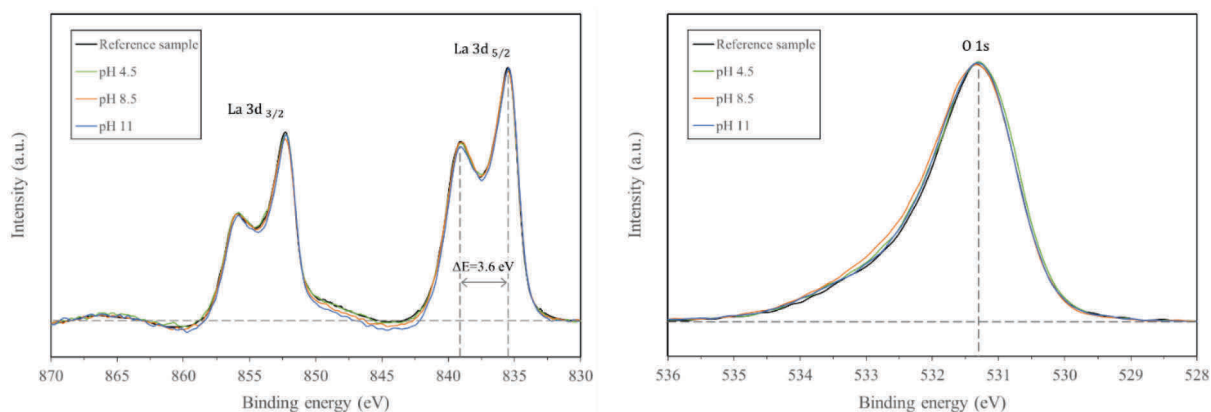 Reference sample
pH 4.5
pH 8.5
pH 11
La 3d 3/2
La 3d 5/2
ΔE=3.6 eV
Intensity (a.u.)
870 865 860 855 850 845 840 835 830
Binding energy (eV)
Reference sample
pH 4.5
pH 8.5
pH 11
O 1s
Intensity (a.u.)
536 535 534 533 532 531 530 529 528
Binding energy (eV)